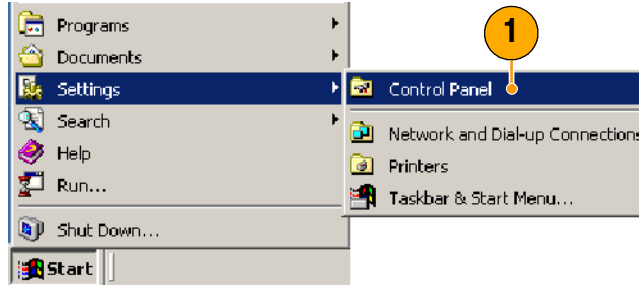 Programs
Documents
Settings
Search
Help
Run...
Shut Down...
Start
1
Control Panel
Network and Dial-up Connections
Printers
Taskbar & Start Menu...